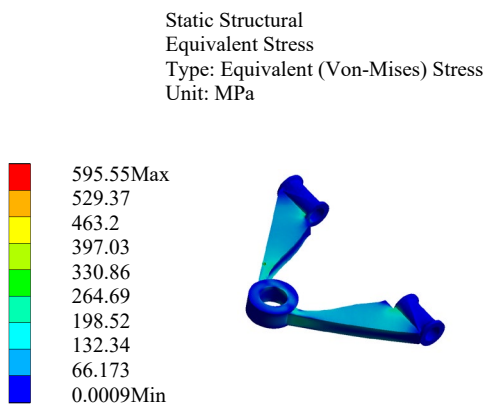 Static Structural
Equivalent Stress
Type: Equivalent (Von-Mises) Stress
Unit: MPa
595.55Max
529.37
463.2
397.03
330.86
264.69
198.52
132.34
66.173
0.0009Min